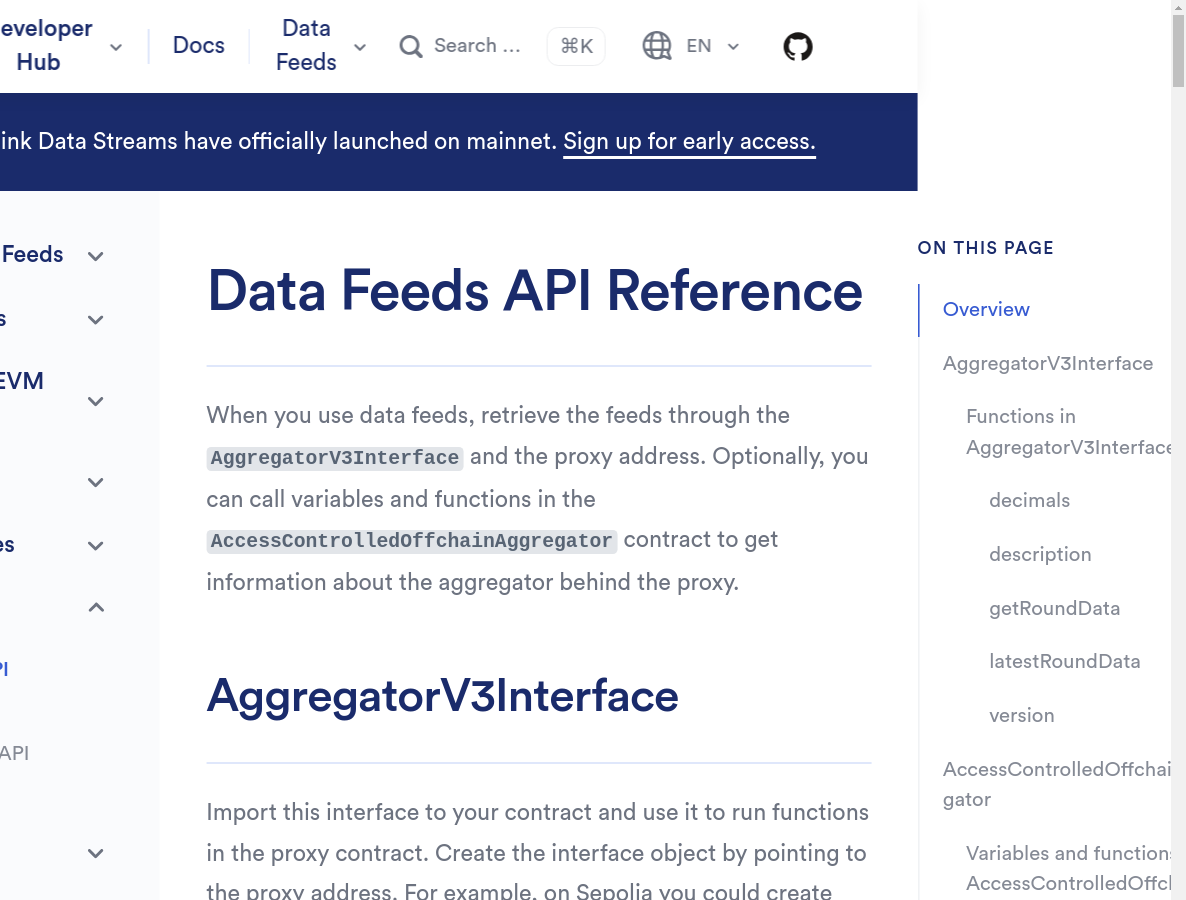 eveloper
Hub
Docs
Data
Feeds
Search ...
⌘K
EN
ink Data Streams have officially launched on mainnet. Sign up for early access.
Feeds
s
EVM
es
PI
API
Data Feeds API Reference
When you use data feeds, retrieve the feeds through the
AggregatorV3Interface and the proxy address. Optionally, you
can call variables and functions in the
AccessControlledOffchainAggregator contract to get
information about the aggregator behind the proxy.
AggregatorV3Interface
Import this interface to your contract and use it to run functions
in the proxy contract. Create the interface object by pointing to
the proxy address. For example, on Sepolia you could create
ON THIS PAGE
Overview
AggregatorV3Interface
Functions in
AggregatorV3Interface
decimals
description
getRoundData
latestRoundData
version
AccessControlledOffchai
gator
Variables and functions
AccessControlledOffch